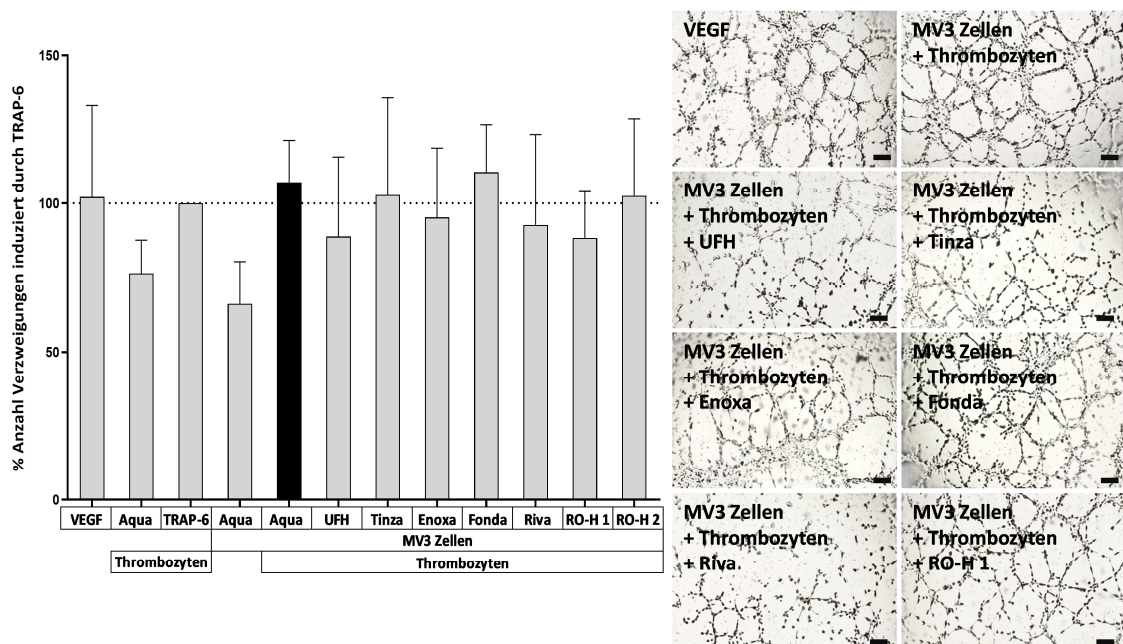 % Anzahl Verzweigungen induziert durch TRAP-6
150
100
50
0
VEGF Aqua TRAP-6 Aqua Aqua UFH Tinza Enoxa Fonda Riva RO-H 1 RO-H 2
MV3 Zellen
Thrombozyten Thrombozyten
VEGF
MV3 Zellen
+ Thrombozyten
MV3 Zellen
+ Thrombozyten
+ UFH
MV3 Zellen
+ Thrombozyten
+ Tinza
MV3 Zellen
+ Thrombozyten
+ Enoxa
MV3 Zellen
+ Thrombozyten
+ Fonda
MV3 Zellen
+ Thrombozyten
+ Riva
MV3 Zellen
+ Thrombozyten
+ RO-H 1